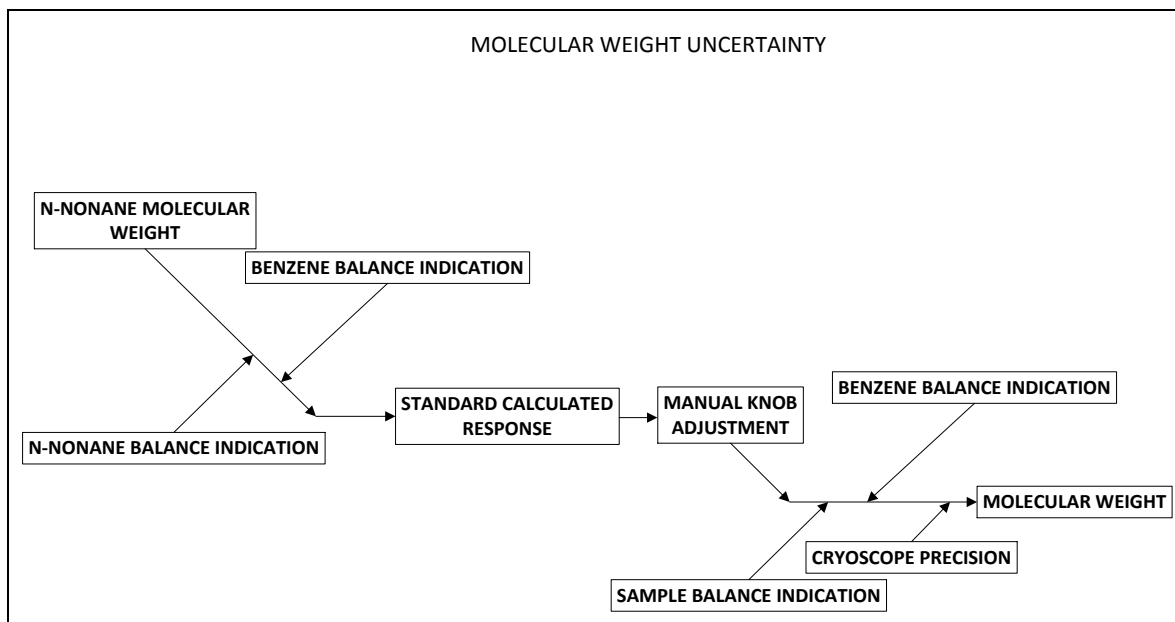 MOLECULAR WEIGHT UNCERTAINTY
N-NONANE MOLECULAR
WEIGHT
BENZENE BALANCE INDICATION
N-NONANE BALANCE INDICATION
STANDARD CALCULATED
RESPONSE
MANUAL KNOB
ADJUSTMENT
BENZENE BALANCE INDICATION
MOLECULAR WEIGHT
CRYOSCOPE PRECISION
SAMPLE BALANCE INDICATION